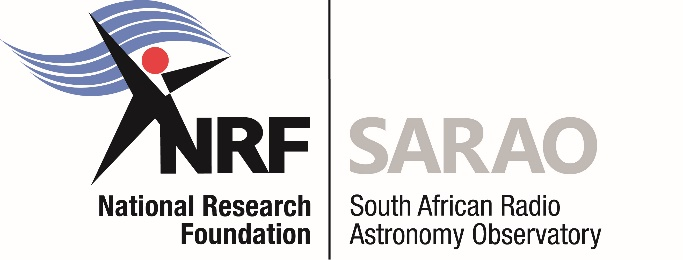 NRF
National Research
Foundation
SARAO
South African Radio
Astronomy Observatory